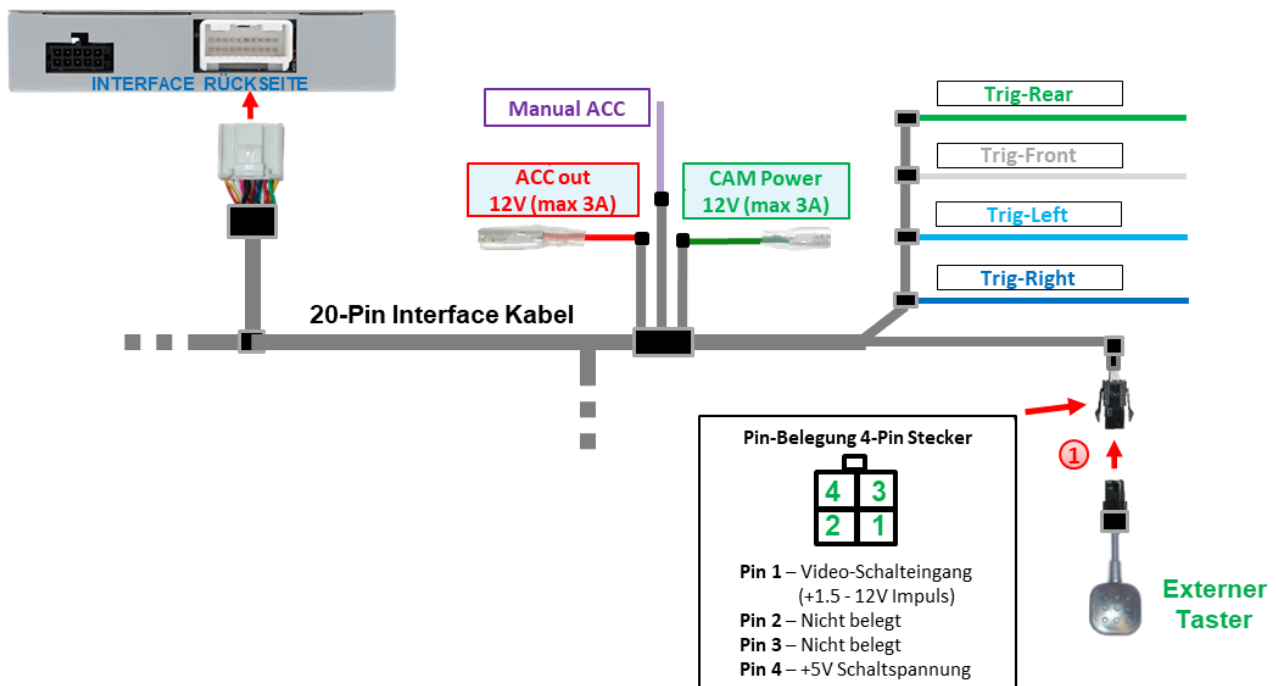 INTERFACE RÜCKSEITE
Manual ACC
ACC out
12V (max 3A)
CAM Power
12V (max 3A)
Trig-Rear
Trig-Front
Trig-Left
Trig-Right
20-Pin Interface Kabel
Pin-Belegung 4-Pin Stecker
4 3
2 1
Pin 1 – Video-Schalteingang
(+1.5 - 12V Impuls)
Pin 2 – Nicht belegt
Pin 3 – Nicht belegt
Pin 4 – +5V Schaltspannung
1
Externer
Taster